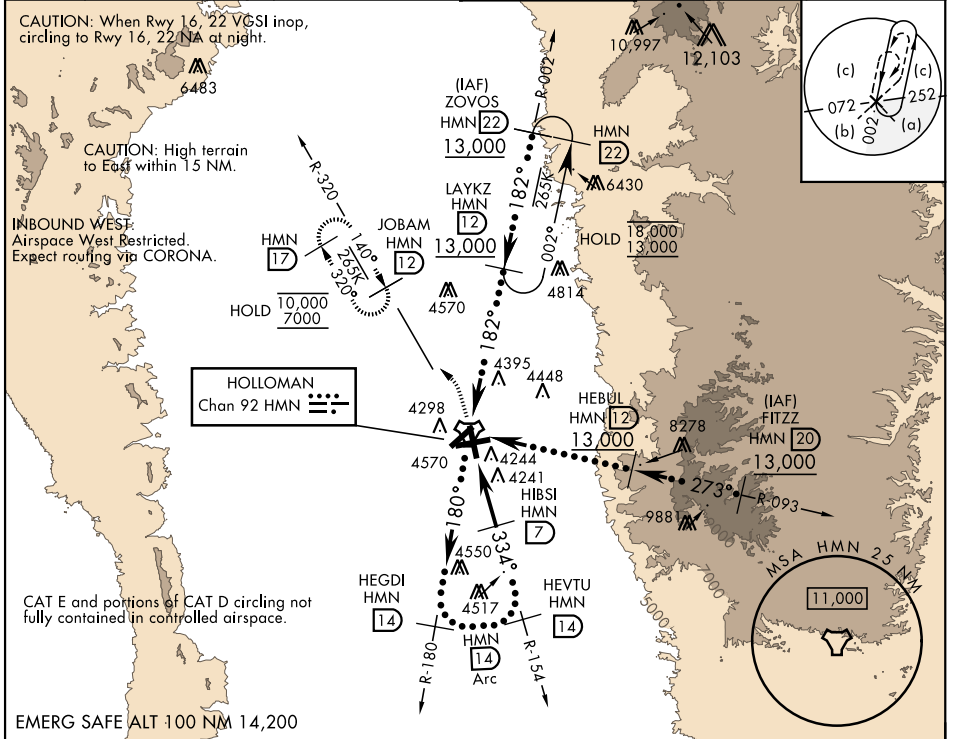 CAUTION: When Rwy 16, 22 VGSI inop,
circling to Rwy 16, 22 NA at night.
6483
CAUTION: High terrain
to East within 15 NM.
INBOUND WEST:
Airspace West Restricted.
Expect routing via CORONA.
R-320
HMN
17
140°
265K
320°
JOBAM
HMN
12
HOLD
10,000
7000
(IAF)
ZOVOS
HMN 22
13,000
R-002
182°
265K
002°
HMN
22
LAYKZ
HMN
12
13,000
182°
10,997
12,103
6430
HOLD
18,000
13,000
4814
4570
(c)
(c)
072
252
(b)
002
(a)
HOLLOMAN
Chan 92 HMN
4395
4448
4298
4570
4244
4241
HEBUL
HMN 12
13,000
8278
(IAF)
FITZZ
HMN 20
13,000
273°
R-093
9881
180°
HIBSI
HMN
7
334°
4550
4517
HEGDI
HMN
14
HEVTU
HMN
14
HMN
14
Arc
R-180
R-154
5000
MSA HMN 25 NM
11,000
CAT E and portions of CAT D circling not
fully contained in controlled airspace.
EMERG SAFE ALT 100 NM 14,200